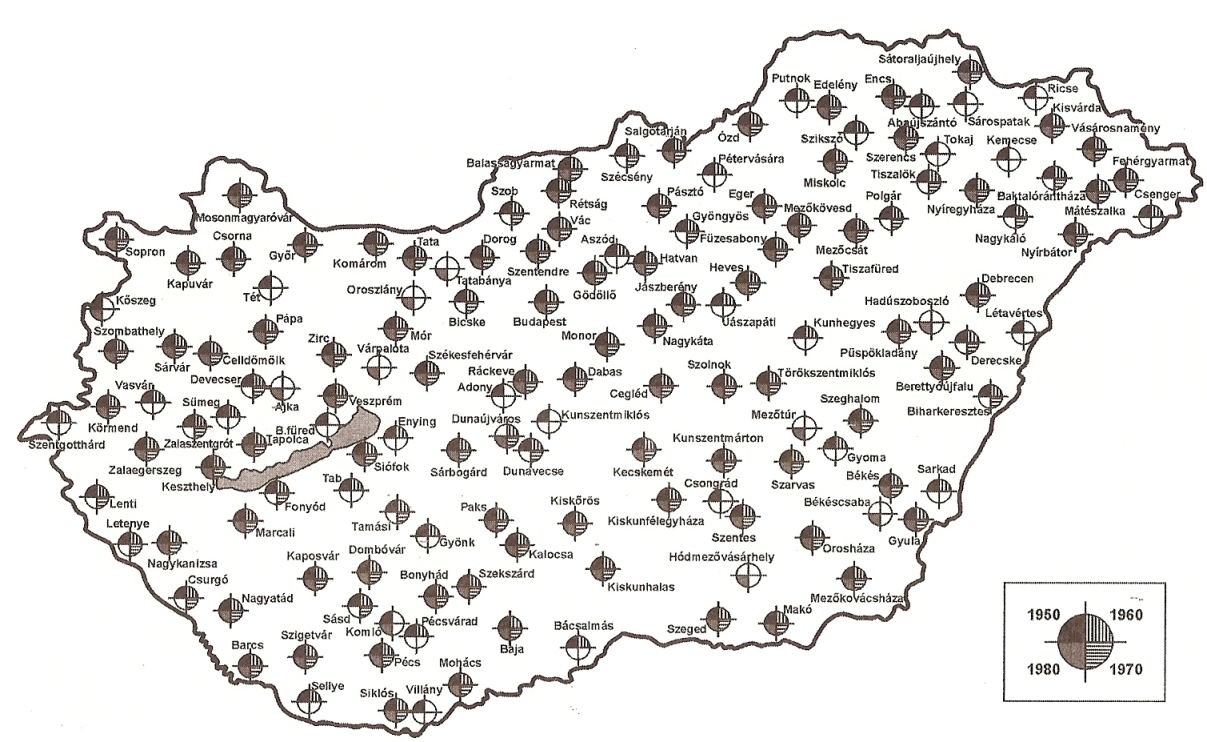 Sátoraljaújhely
Putnok
Edelény
Encs
Ricse
Kisvárda
Abaújszántó
Sárospatak
Vásárosnamény
Ózd
Szikszó
Szerencs
Tokaj
Kemecse
Salgótarján
Balassagyarmat
Szécsény
Pétervására
Miskolc
Tiszalök
Fehérgyarmat
Szob
Rétság
Pásztó
Eger
Polgár
Nyíregyháza
Baktalórántháza
Csenger
Mátészalka
Mosonmagyaróvár
Vác
Gyöngyös
Mezőkövesd
Nagykáló
Nyírbátor
Sopron
Csorna
Győr
Komárom
Tata
Dorog
Aszód
Füzesabony
Mezőcsát
Kapuvár
Szentendre
Hatvan
Heves
Tiszafüred
Debrecen
Tét
Oroszlány
Tatabánya
Gödöllő
Jászberény
Kőszeg
Bicske
Budapest
Jászapáti
Hadúszoboszló
Létavértes
Szombathely
Pápa
Mór
Monor
Nagykáta
Kunhegyes
Püspökladány
Derecske
Sárvár
Celldömölk
Zirc
Várpalóta
Székesfehérvár
Devecser
Ráckeve
Dabas
Cegléd
Szolnok
Törökszentmiklós
Berettyóújfalu
Vasvár
Ajka
Veszprém
Adony
Biharkeresztes
Körmend
Sümeg
Kunszentmiklós
Szeghalom
Szentgotthárd
Zalaszentgrót
B.füred
Enying
Dunaújváros
Mezőtúr
Tapolca
Kunszentmárton
Gyoma
Zalaegerszeg
Keszthely
Siófok
Sárbogárd
Dunavecse
Kecskemét
Szarvas
Békés
Sarkad
Lenti
Fonyód
Tab
Csongrád
Békéscsaba
Letenye
Marcali
Tamási
Paks
Kiskőrös
Kiskunfélegyháza
Szentes
Gyula
Gyönk
Kalocsa
Orosháza
Nagykanizsa
Kaposvár
Dombóvár
Hódmezővásárhely
Csurgó
Bonyhád
Szekszárd
Kiskunhalas
Mezőkovácsháza
Nagyatád
Sásd
Komló
Pécsvárad
Makó
Szeged
Szigetvár
Baja
Bácsalmás
Barcs
Pécs
Mohács
Sellye
Siklós
Villány
1950
1960
1980
1970